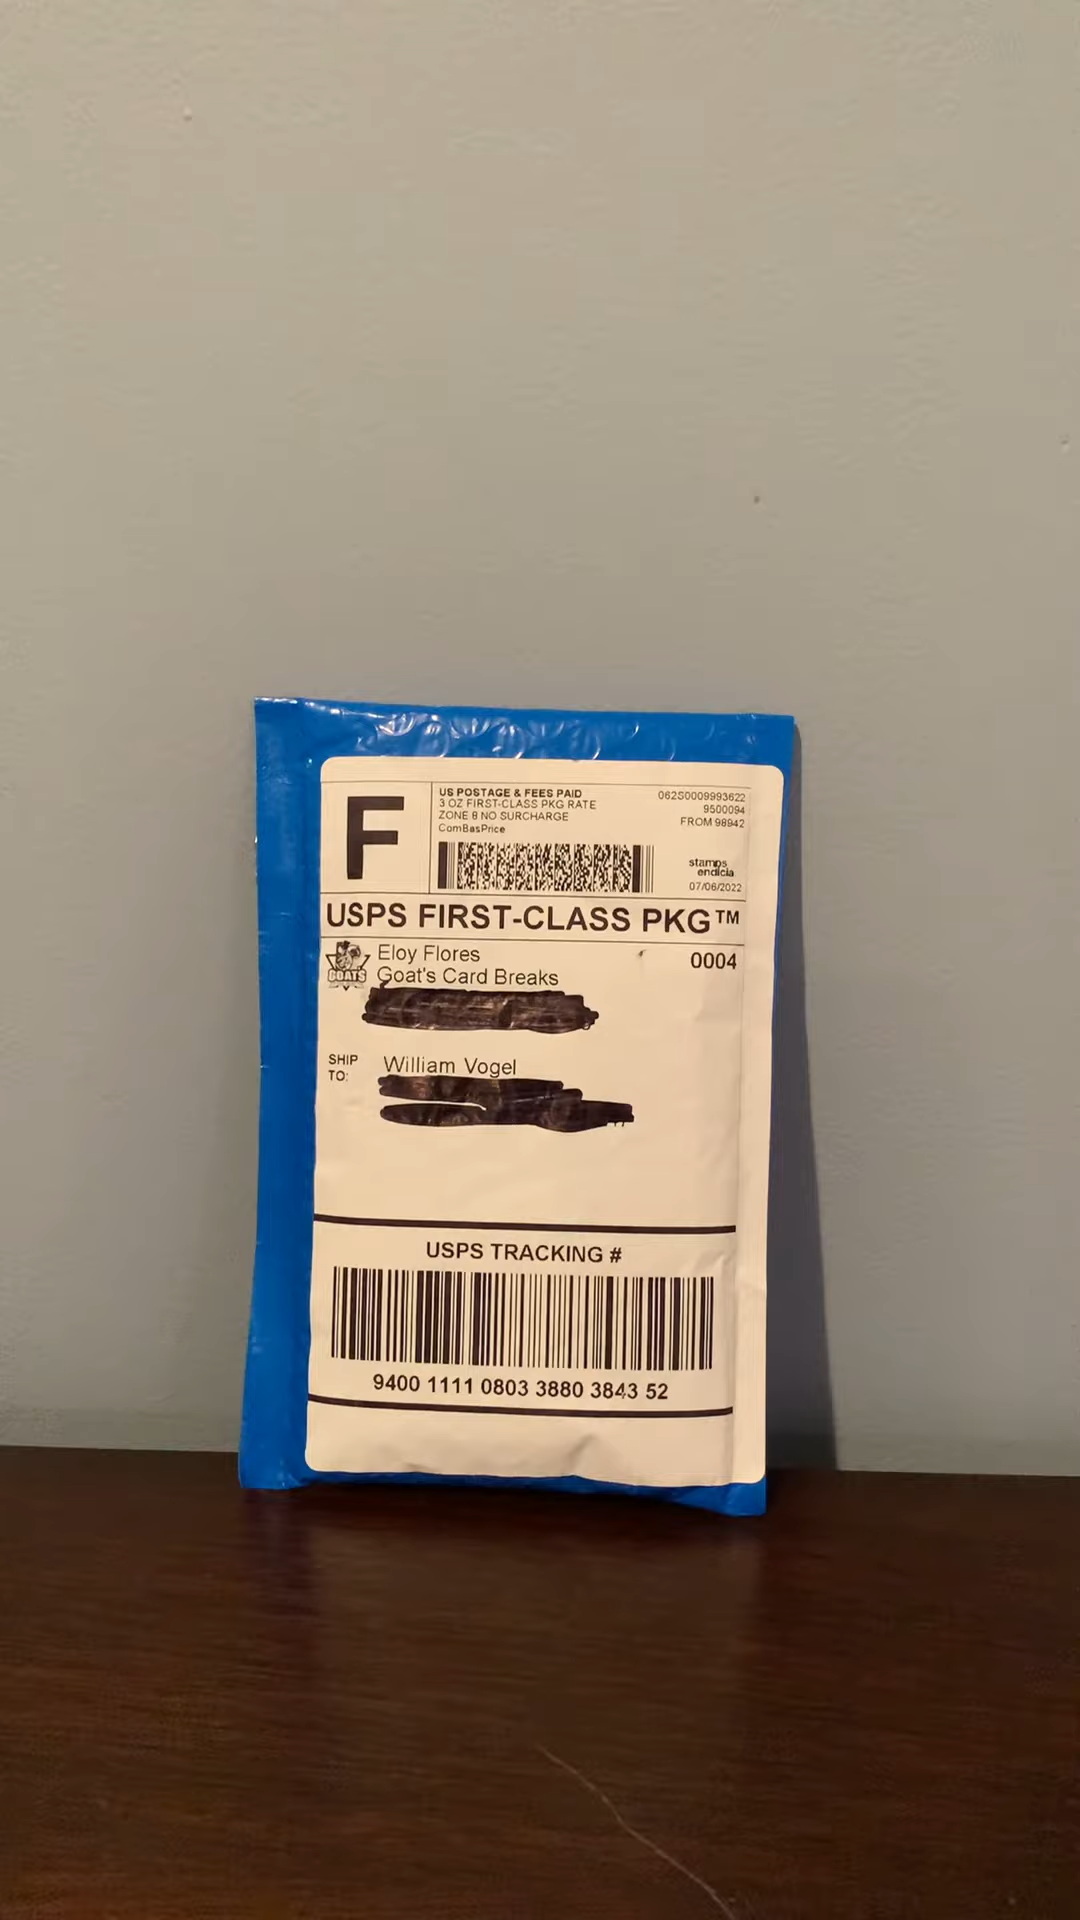 F
US POSTAGE & FEES PAID
3 OZ FIRST-CLASS PKG RATE
ZONE 8 NO SURCHARGE
ComBasPrice
062S0009993622
9500094
FROM 98942
stamps
endicia
07/06/2022
USPS FIRST-CLASS PKG™
GOATS
Eloy Flores
Goat's Card Breaks
0004
SHIP
TO:
William Vogel
USPS TRACKING #
9400 1111 0803 3880 3843 52